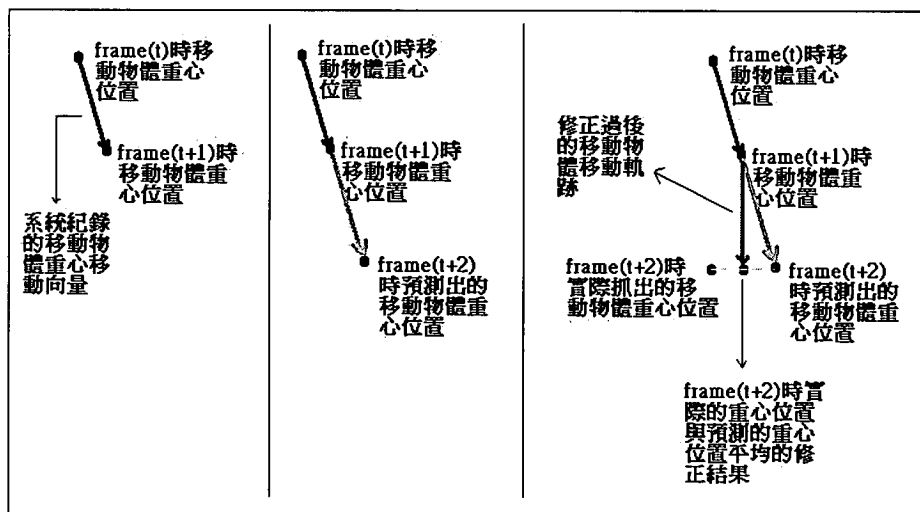 frame(t)時移
動物體重心
位置
frame(t+1)時
移動物體重
心位置
系統紀錄
的移動物
體重心移
動向量
frame(t)時移
動物體重心
位置
frame(t+1)時
移動物體重
心位置
frame(t+2)
時預測出的
移動物體重
心位置
frame(t)時移
動物體重心
位置
修正過後
的移動物
體移動軌
跡
frame(t+1)時
移動物體重
心位置
frame(t+2)時
實際抓出的移
動物體重心位置
frame(t+2)
時預測出的
移動物體重
心位置
frame(t+2)時實
際的重心位置
與預測的重心
位置平均的修
正結果